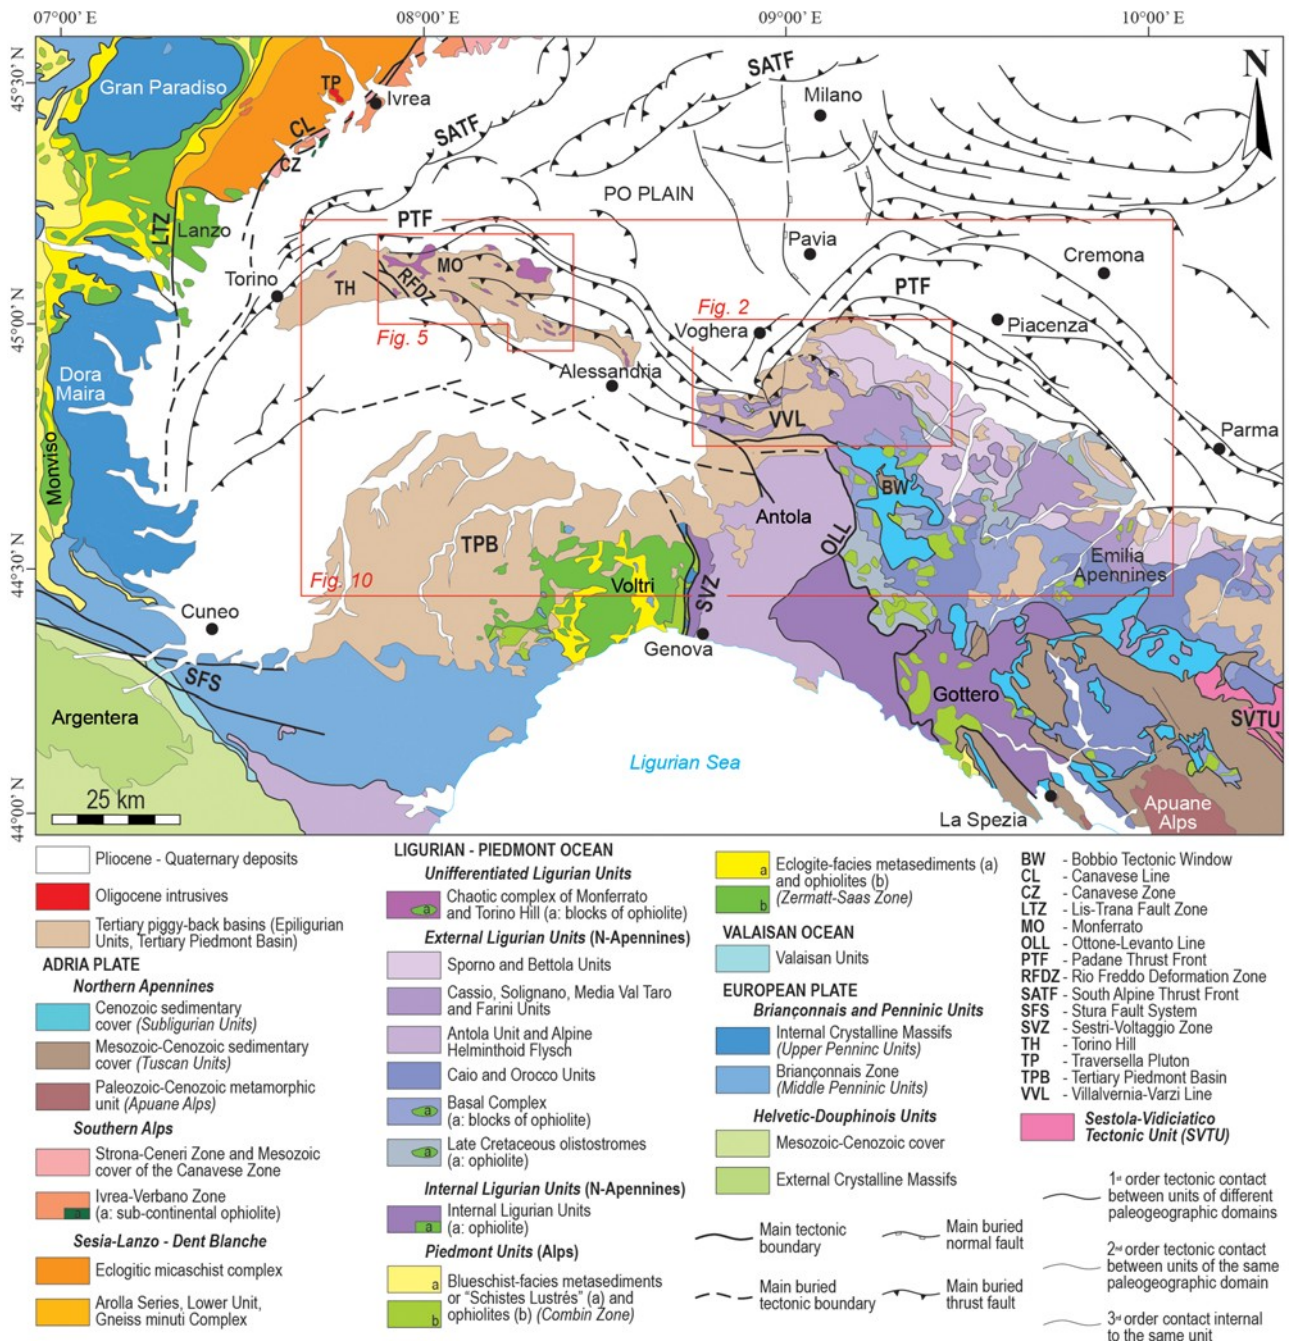 07°00' E
08°00' E
09°00' E
10°00' E
45°30' N
45°00' N
44°30' N
44°00' N
N
SATF
Gran Paradiso
TP
Ivrea
Milano
CL
SATF
CZ
PO PLAIN
LTZ
Lanzo
PTF
Pavia
Cremona
MO
Torino
TH
RFDZ
PTF
Fig. 2
Voghera
Piacenza
Fig. 5
Dora
Maira
Alessandria
VVL
Parma
Monviso
BW
Antola
TPB
OLL
Emilia
Apennines
Fig. 10
Voltri
SVZ
Cuneo
Genova
SFS
Gottero
Argentera
SVTU
Ligurian Sea
25 km
Apuane
Alps
La Spezia
Pliocene - Quaternary deposits
Oligocene intrusives
Tertiary piggy-back basins (Epiligurian
Units, Tertiary Piedmont Basin)
ADRIA PLATE
Northern Apennines
Cenozoic sedimentary
cover (Subligurian Units)
Mesozoic-Cenozoic sedimentary
cover (Tuscan Units)
Paleozoic-Cenozoic metamorphic
unit (Apuane Alps)
Southern Alps
Strona-Ceneri Zone and Mesozoic
cover of the Canavese Zone
Ivrea-Verbano Zone
(a: sub-continental ophiolite)
a
Sesia-Lanzo - Dent Blanche
Eclogitic micaschist complex
Arolla Series, Lower Unit,
Gneiss minuti Complex
LIGURIAN - PIEDMONT OCEAN
Unifferentiated Ligurian Units
Chaotic complex of Monferrato
a
and Torino Hill (a: blocks of ophiolite)
External Ligurian Units (N-Apennines)
Sporno and Bettola Units
Cassio, Solignano, Media Val Taro
and Farini Units
Antola Unit and Alpine
Helminthoid Flysch
Caio and Orocco Units
Basal Complex
a
(a: blocks of ophiolite)
Late Cretaceous olistostromes
a
(a: ophiolite)
Internal Ligurian Units (N-Apennines)
Internal Ligurian Units
a
(a: ophiolite)
Piedmont Units (Alps)
a
Blueschist-facies metasediments
or "Schistes Lustrés" (a) and
b
ophiolites (b) (Combin Zone)
a
Eclogite-facies metasediments (a)
and ophiolites (b)
b
(Zermatt-Saas Zone)
VALAISAN OCEAN
Valaisan Units
EUROPEAN PLATE
Briançonnais and Penninic Units
Internal Crystalline Massifs
(Upper Penninc Units)
Briançonnais Zone
(Middle Penninic Units)
Helvetic-Douphinois Units
Mesozoic-Cenozoic cover
External Crystalline Massifs
Main tectonic
boundary
Main buried
normal fault
Main buried
tectonic boundary
Main buried
thrust fault
BW - Bobbio Tectonic Window
CL - Canavese Line
CZ - Canavese Zone
LTZ - Lis-Trana Fault Zone
MO - Monferrato
OLL - Ottone-Levanto Line
PTF - Padane Thrust Front
RFDZ - Rio Freddo Deformation Zone
SATF - South Alpine Thrust Front
SFS - Stura Fault System
SVZ - Sestri-Voltaggio Zone
TH - Torino Hill
TP - Traversella Pluton
TPB - Tertiary Piedmont Basin
VVL - Villalvernia-Varzi Line
Sestola-Vidiciatico
Tectonic Unit (SVTU)
1st order tectonic contact
between units of different
paleogeographic domains
2nd order tectonic contact
between units of the same
paleogeographic domain
3rd order contact internal
to the same unit